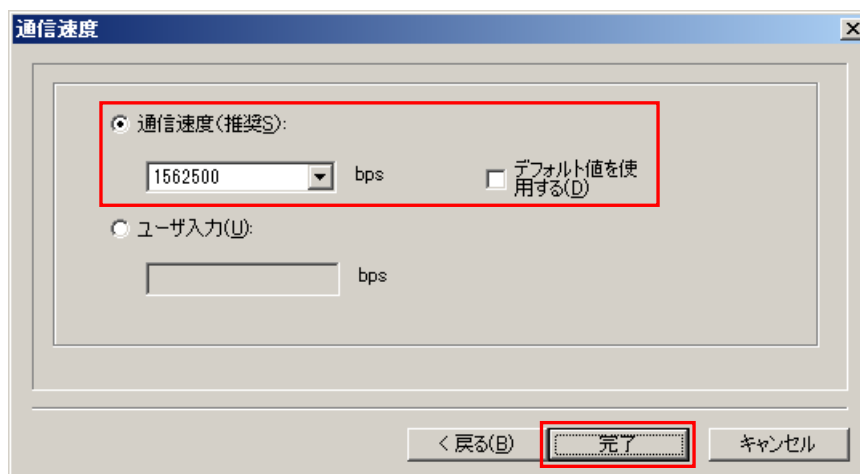 通信速度
通信速度(推奨S):
1562500 bps
デフォルト値を使
用する(D)
ユーザ入力(U):
bps
< 戻る(B) 完了 キャンセル